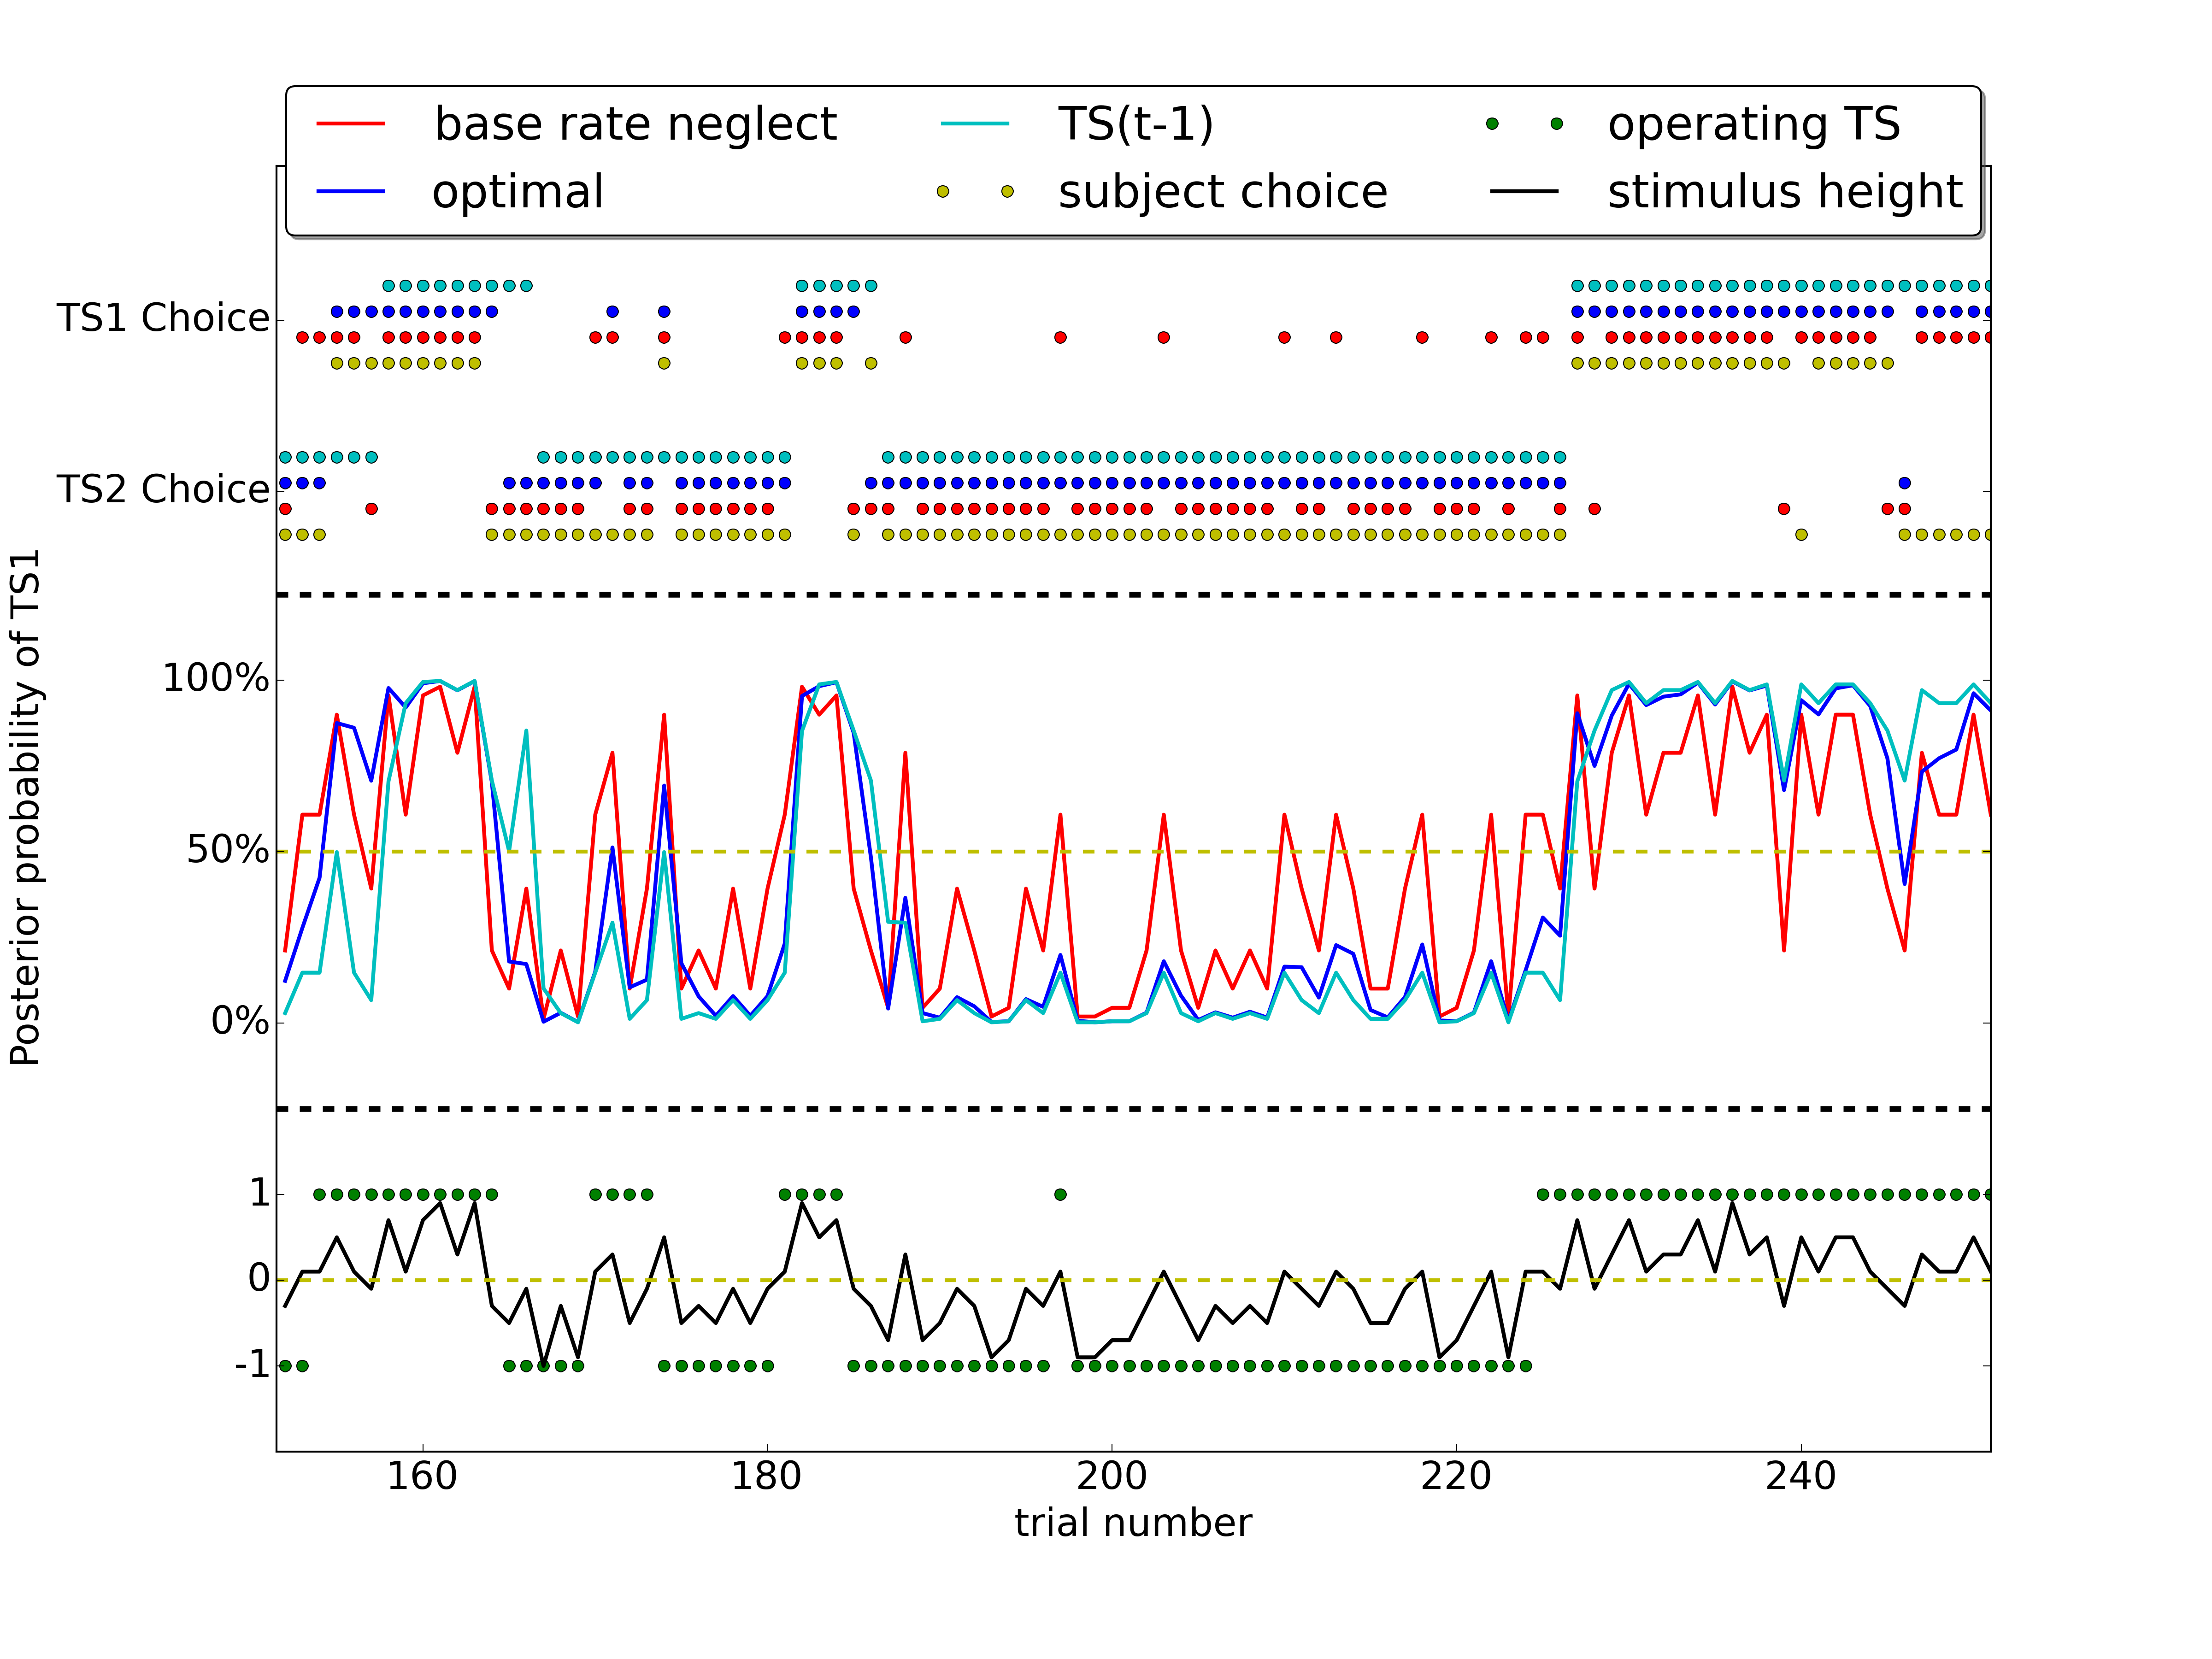 base rate neglect
optimal
TS(t-1)
subject choice
operating TS
stimulus height
TS1 Choice
TS2 Choice
100%
50%
0%
1
0
-1
Posterior probability of TS1
160 180 200 220 240
trial number